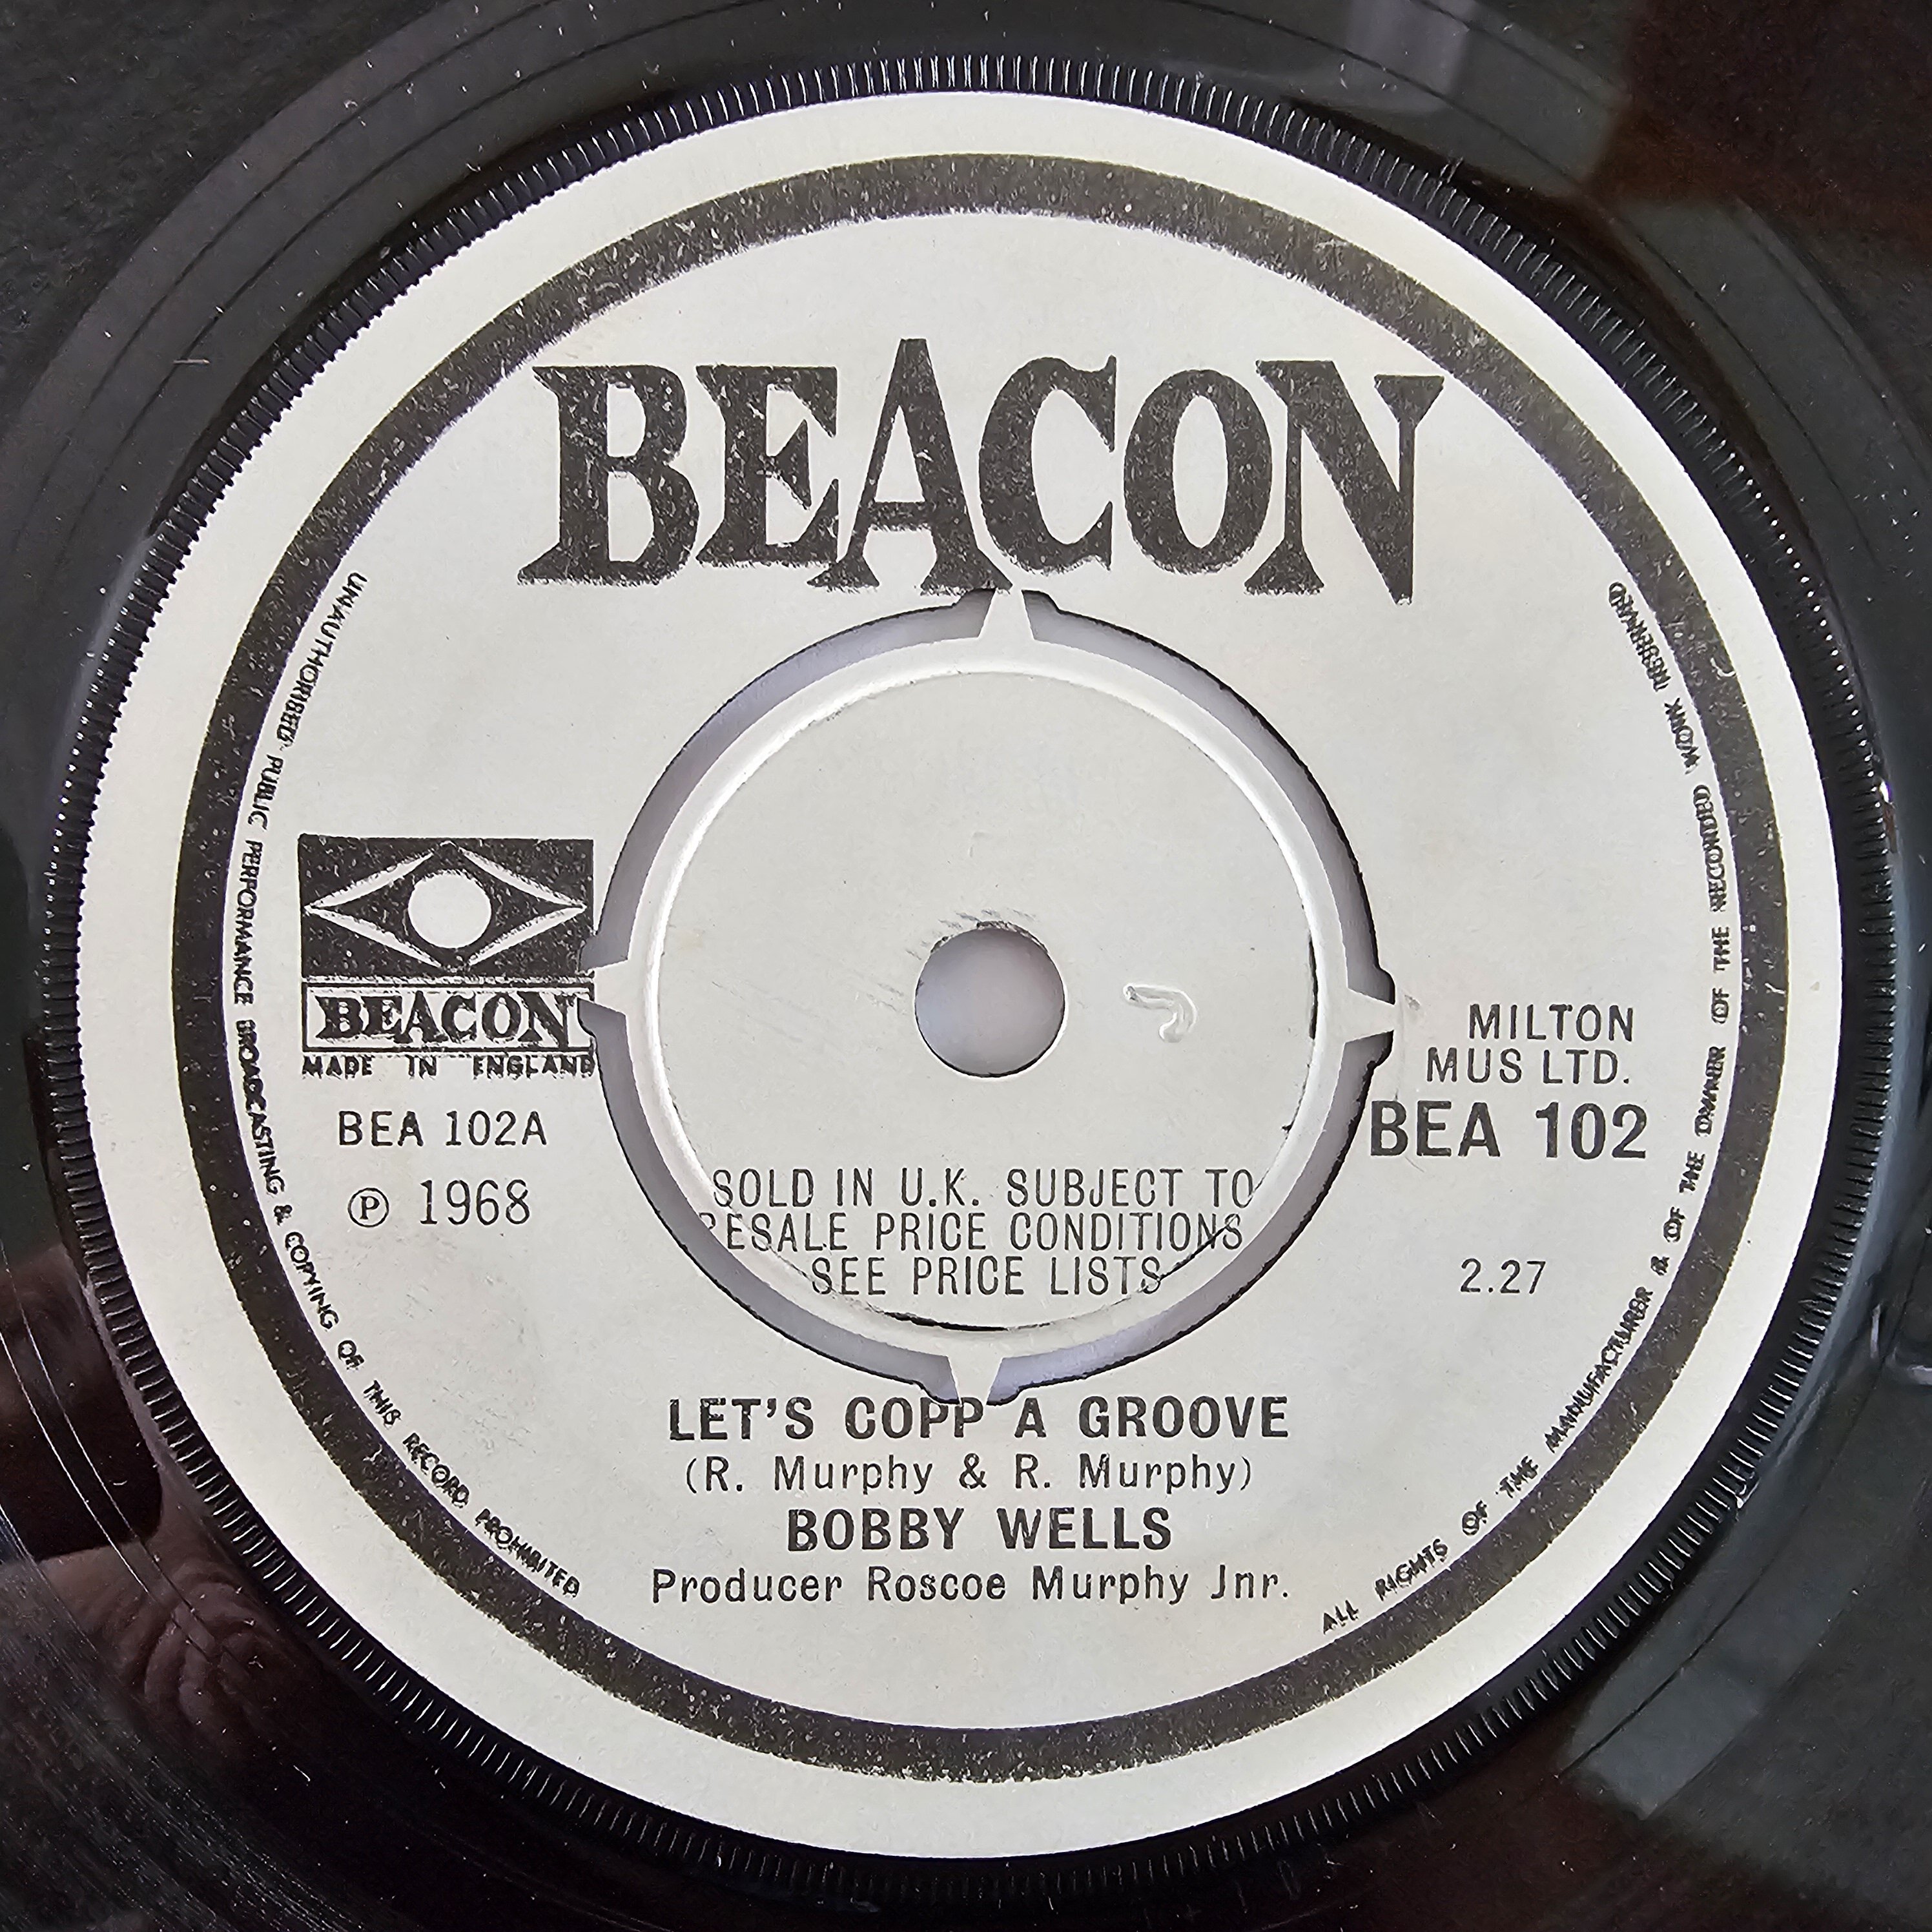 BEACON
UNAUTHORISED PUBLIC PERFORMANCE BROADCASTING & COPYING OF THIS RECORD PROHIBITED
ALL RIGHTS OF THE MANUFACTURER & OF THE OWNER OF THE RECORDED WORK RESERVED
BEACON
MADE IN ENGLAND
BEA 102A
℗ 1968
MILTON
MUS LTD.
BEA 102
2.27
SOLD IN U.K. SUBJECT TO
RESALE PRICE CONDITIONS
SEE PRICE LISTS
LET'S COPP A GROOVE
(R. Murphy & R. Murphy)
BOBBY WELLS
Producer Roscoe Murphy Jnr.